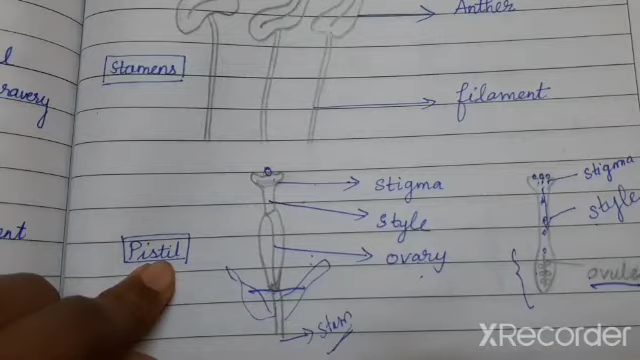 Anther
Stamens
filament
Stigma
style
Pistil
ovary
stem
stigma
style
ovule
XRecorder